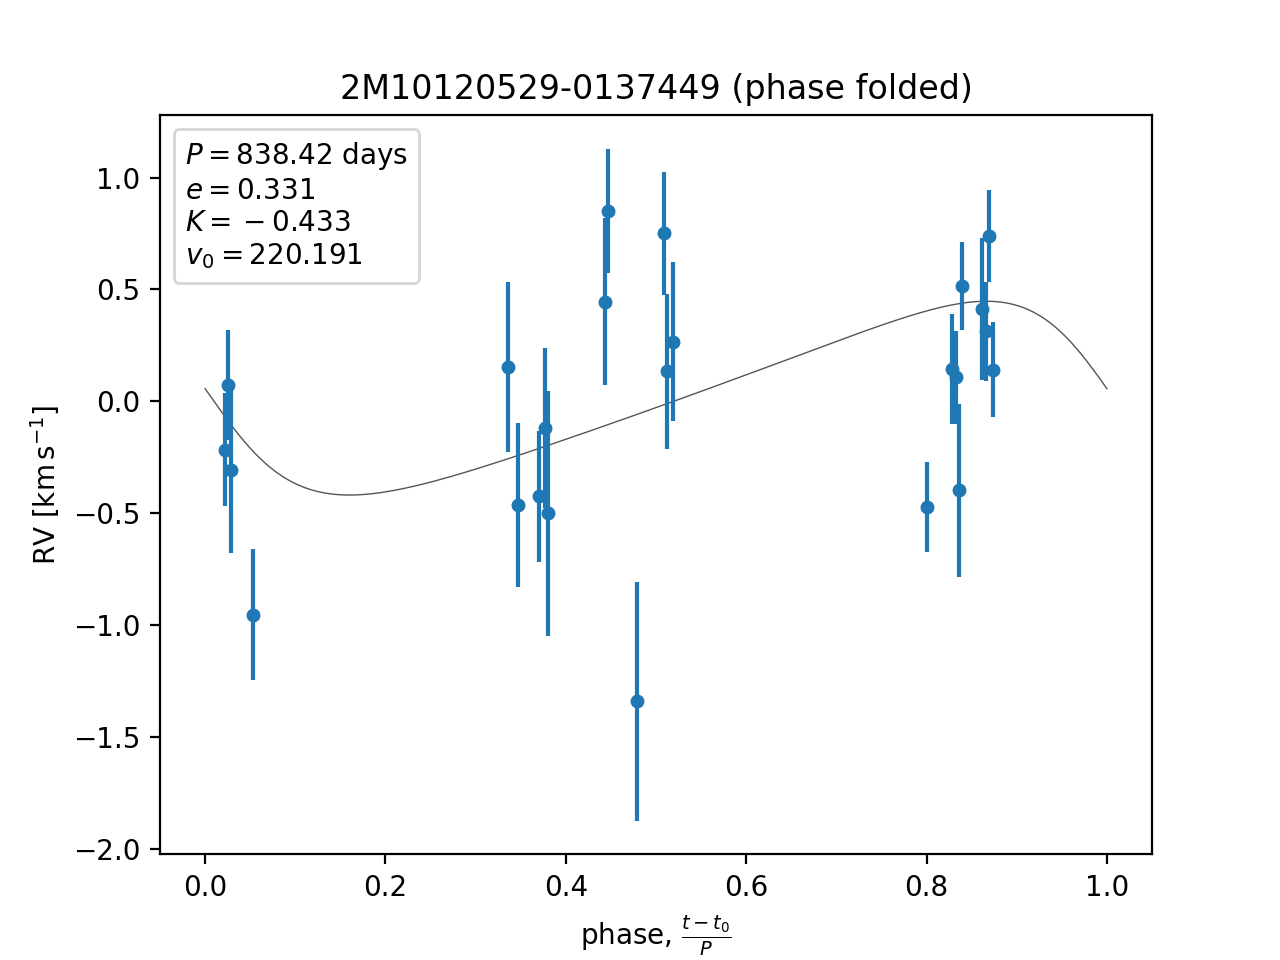 2M10120529-0137449 (phase folded)
P = 838.42 days
e = 0.331
K = −0.433
v₀ = 220.191
1.0
0.5
0.0
−0.5
−1.0
−1.5
−2.0
RV [km s⁻¹]
0.0 0.2 0.4 0.6 0.8 1.0
phase, (t − t₀)/P